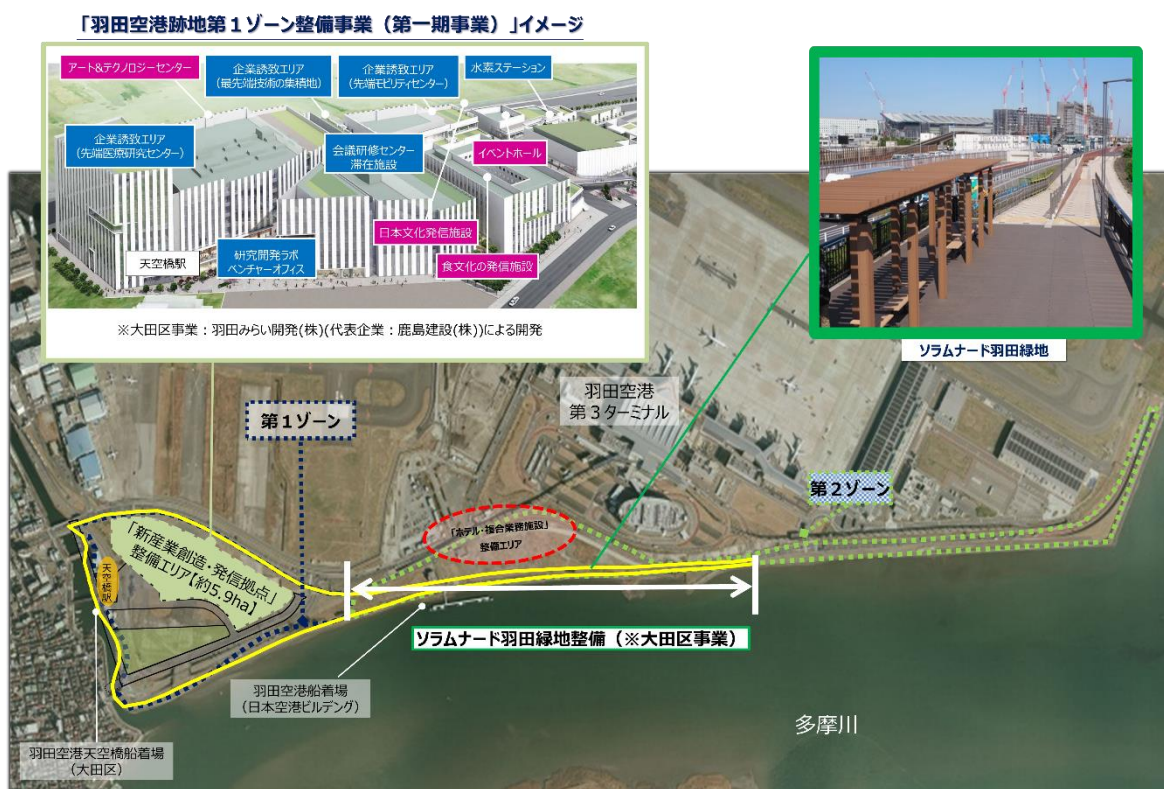 「羽田空港跡地第1ゾーン整備事業（第一期事業）」イメージ
アート&テクノロジーセンター
企業誘致エリア
（最先端技術の集積地）
企業誘致エリア
（先端モビリティセンター）
水素ステーション
企業誘致エリア
（先端医療研究センター）
会議研修センター
滞在施設
イベントホール
日本文化発信施設
天空橋駅
研究開発ラボ
ベンチャーオフィス
食文化の発信施設
※大田区事業：羽田みらい開発(株)(代表企業：鹿島建設(株))による開発
ソラムナード羽田緑地
羽田空港
第３ターミナル
第１ゾーン
第２ゾーン
「ホテル・複合業務施設」
整備エリア
「新産業創造・発信拠点」
整備エリア【約5.9ha】
天空橋駅
ソラムナード羽田緑地整備（※大田区事業）
羽田空港船着場
（日本空港ビルデング）
多摩川
羽田空港天空橋船着場
（大田区）